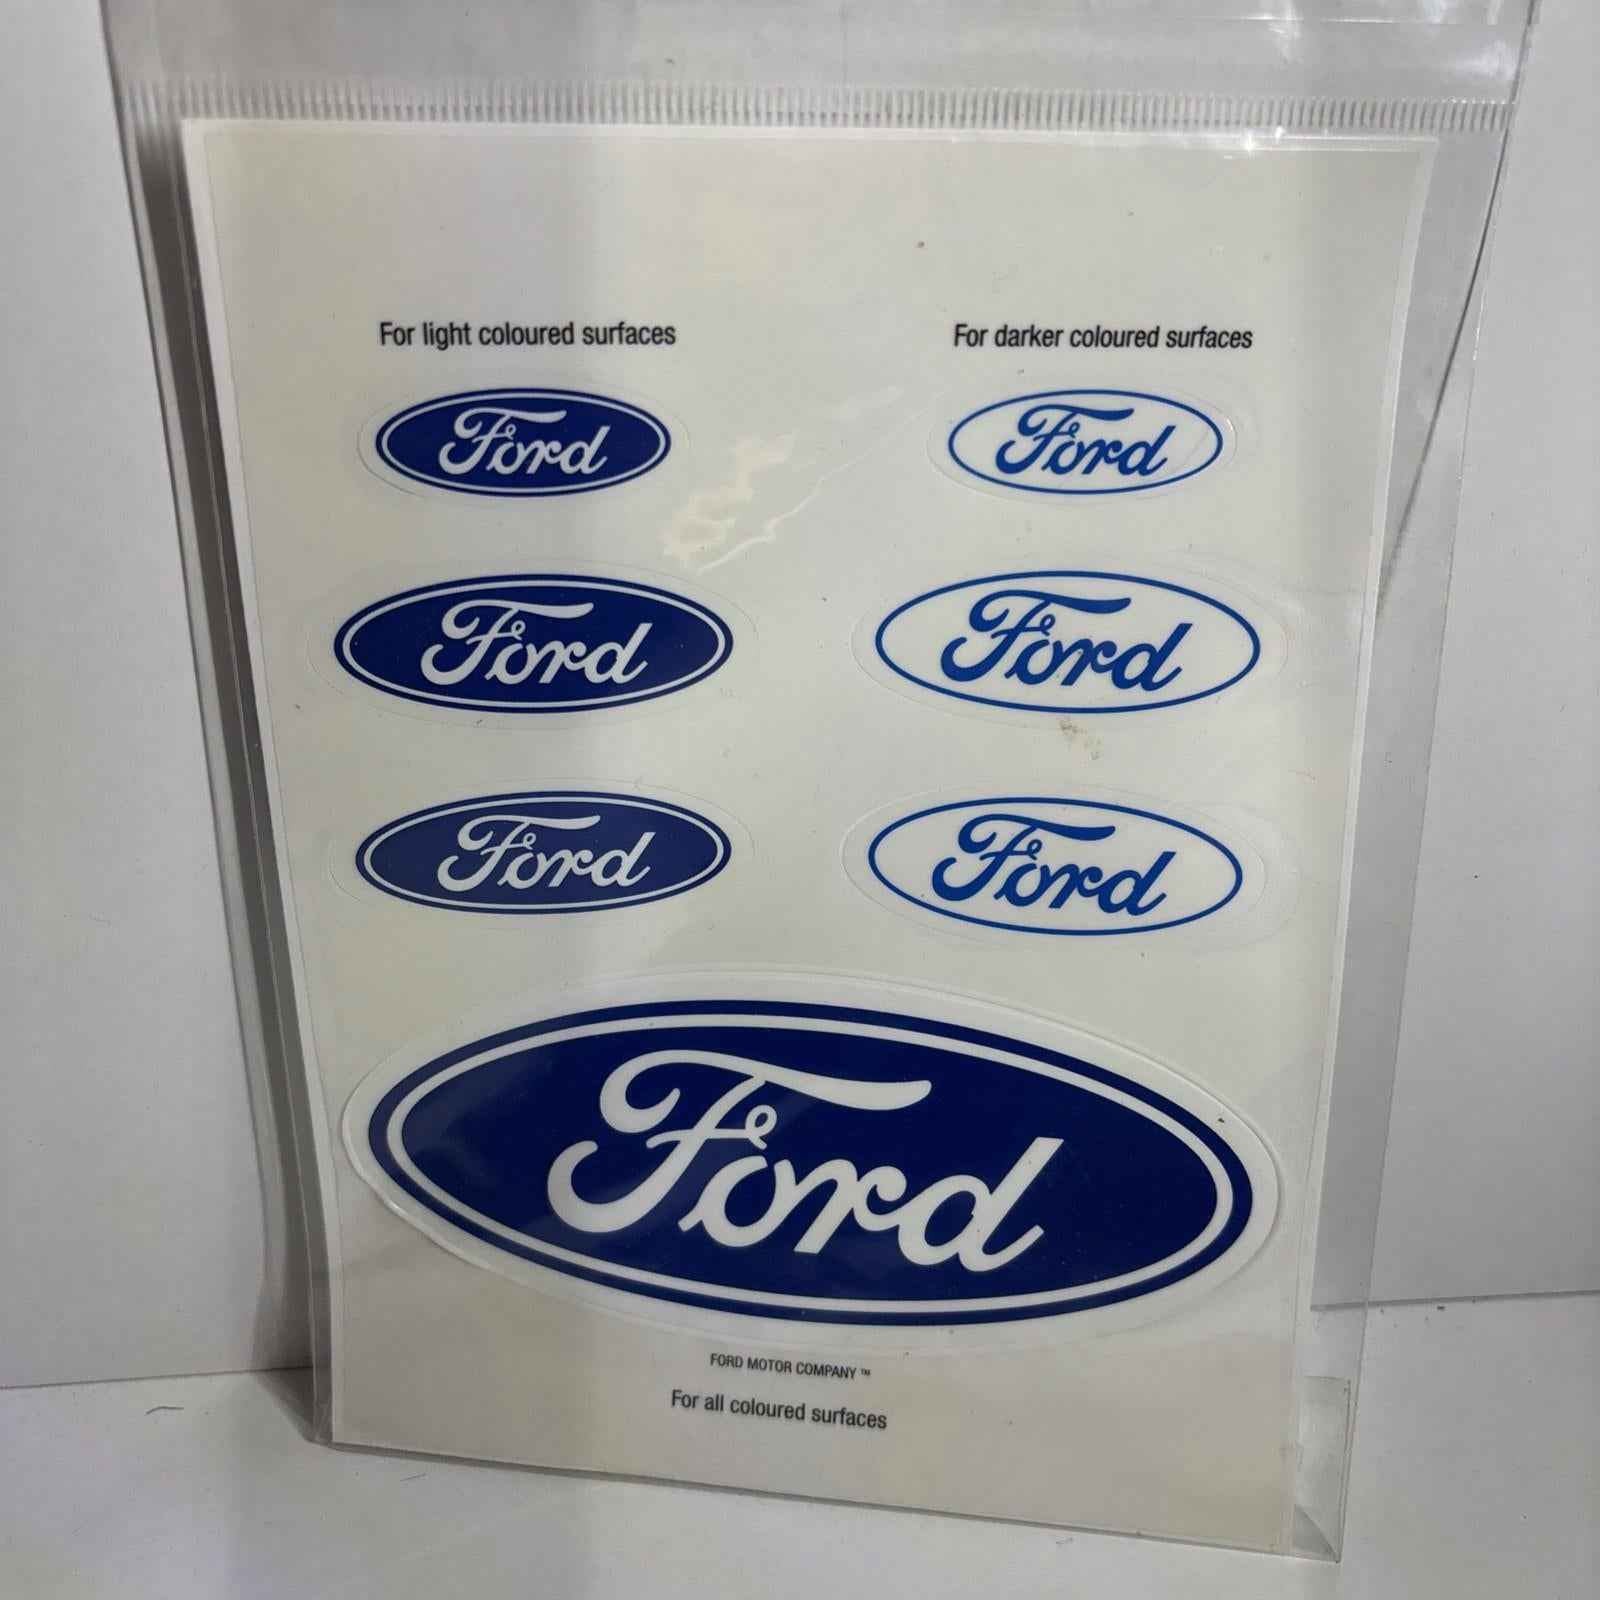 For light coloured surfaces
For darker coloured surfaces
Ford
Ford
Ford
Ford
Ford
Ford
Ford
FORD MOTOR COMPANY ™
For all coloured surfaces